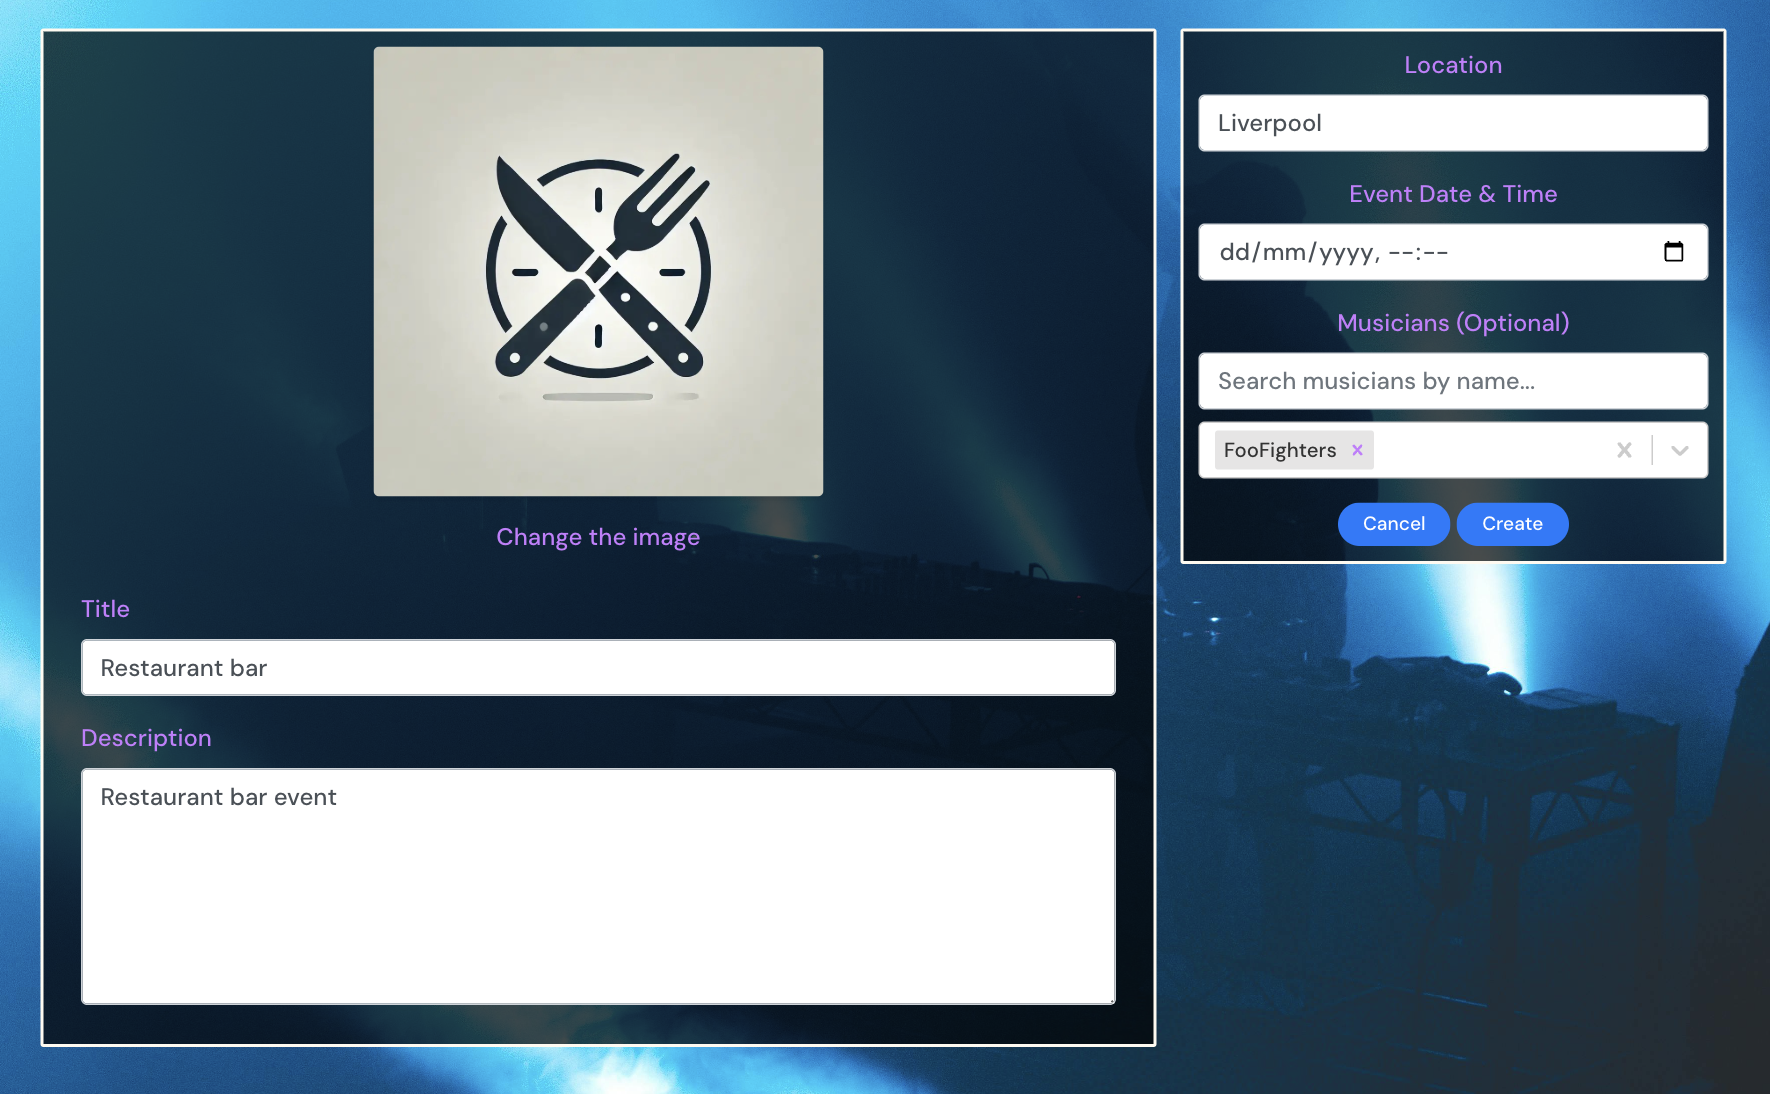 Change the image
Title
Restaurant bar
Description
Restaurant bar event
Location
Liverpool
Event Date & Time
dd/mm/yyyy, --:--
Musicians (Optional)
Search musicians by name...
FooFighters
Cancel
Create